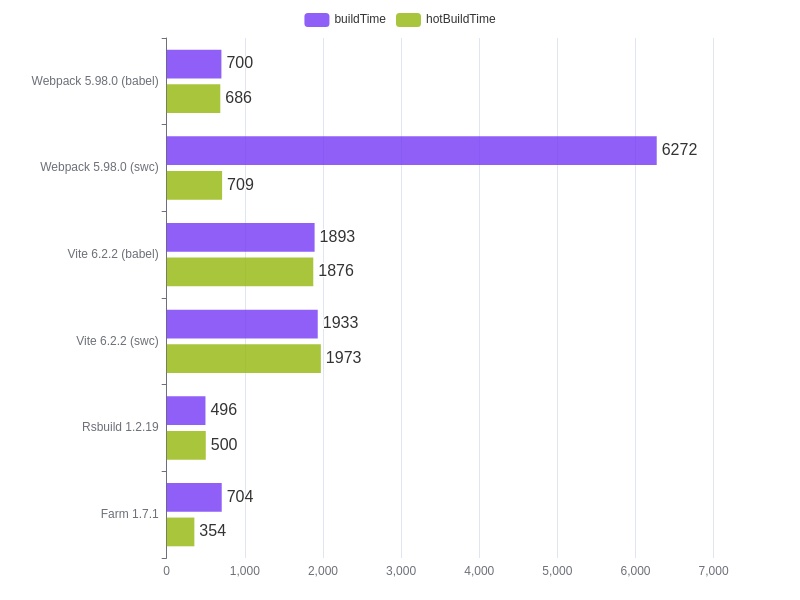 buildTime hotBuildTime
Webpack 5.98.0 (babel) 700 686
Webpack 5.98.0 (swc) 6272 709
Vite 6.2.2 (babel) 1893 1876
Vite 6.2.2 (swc) 1933 1973
Rsbuild 1.2.19 496 500
Farm 1.7.1 704 354
0 1,000 2,000 3,000 4,000 5,000 6,000 7,000